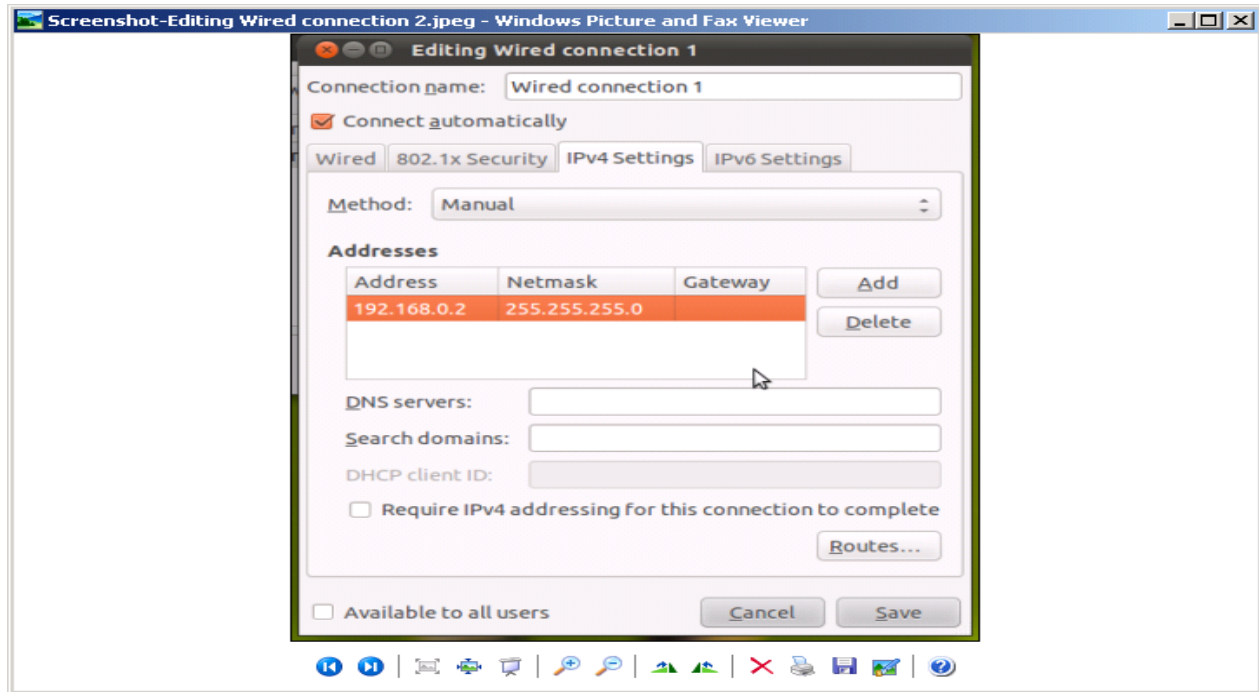 Screenshot-Editing Wired connection 2.jpeg - Windows Picture and Fax Viewer
Editing Wired connection 1
Connection name: Wired connection 1
Connect automatically
Wired 802.1x Security IPv4 Settings IPv6 Settings
Method: Manual
Addresses
Address Netmask Gateway Add
192.168.0.2 255.255.255.0
Delete
DNS servers:
Search domains:
DHCP client ID:
Require IPv4 addressing for this connection to complete
Routes...
Available to all users Cancel Save